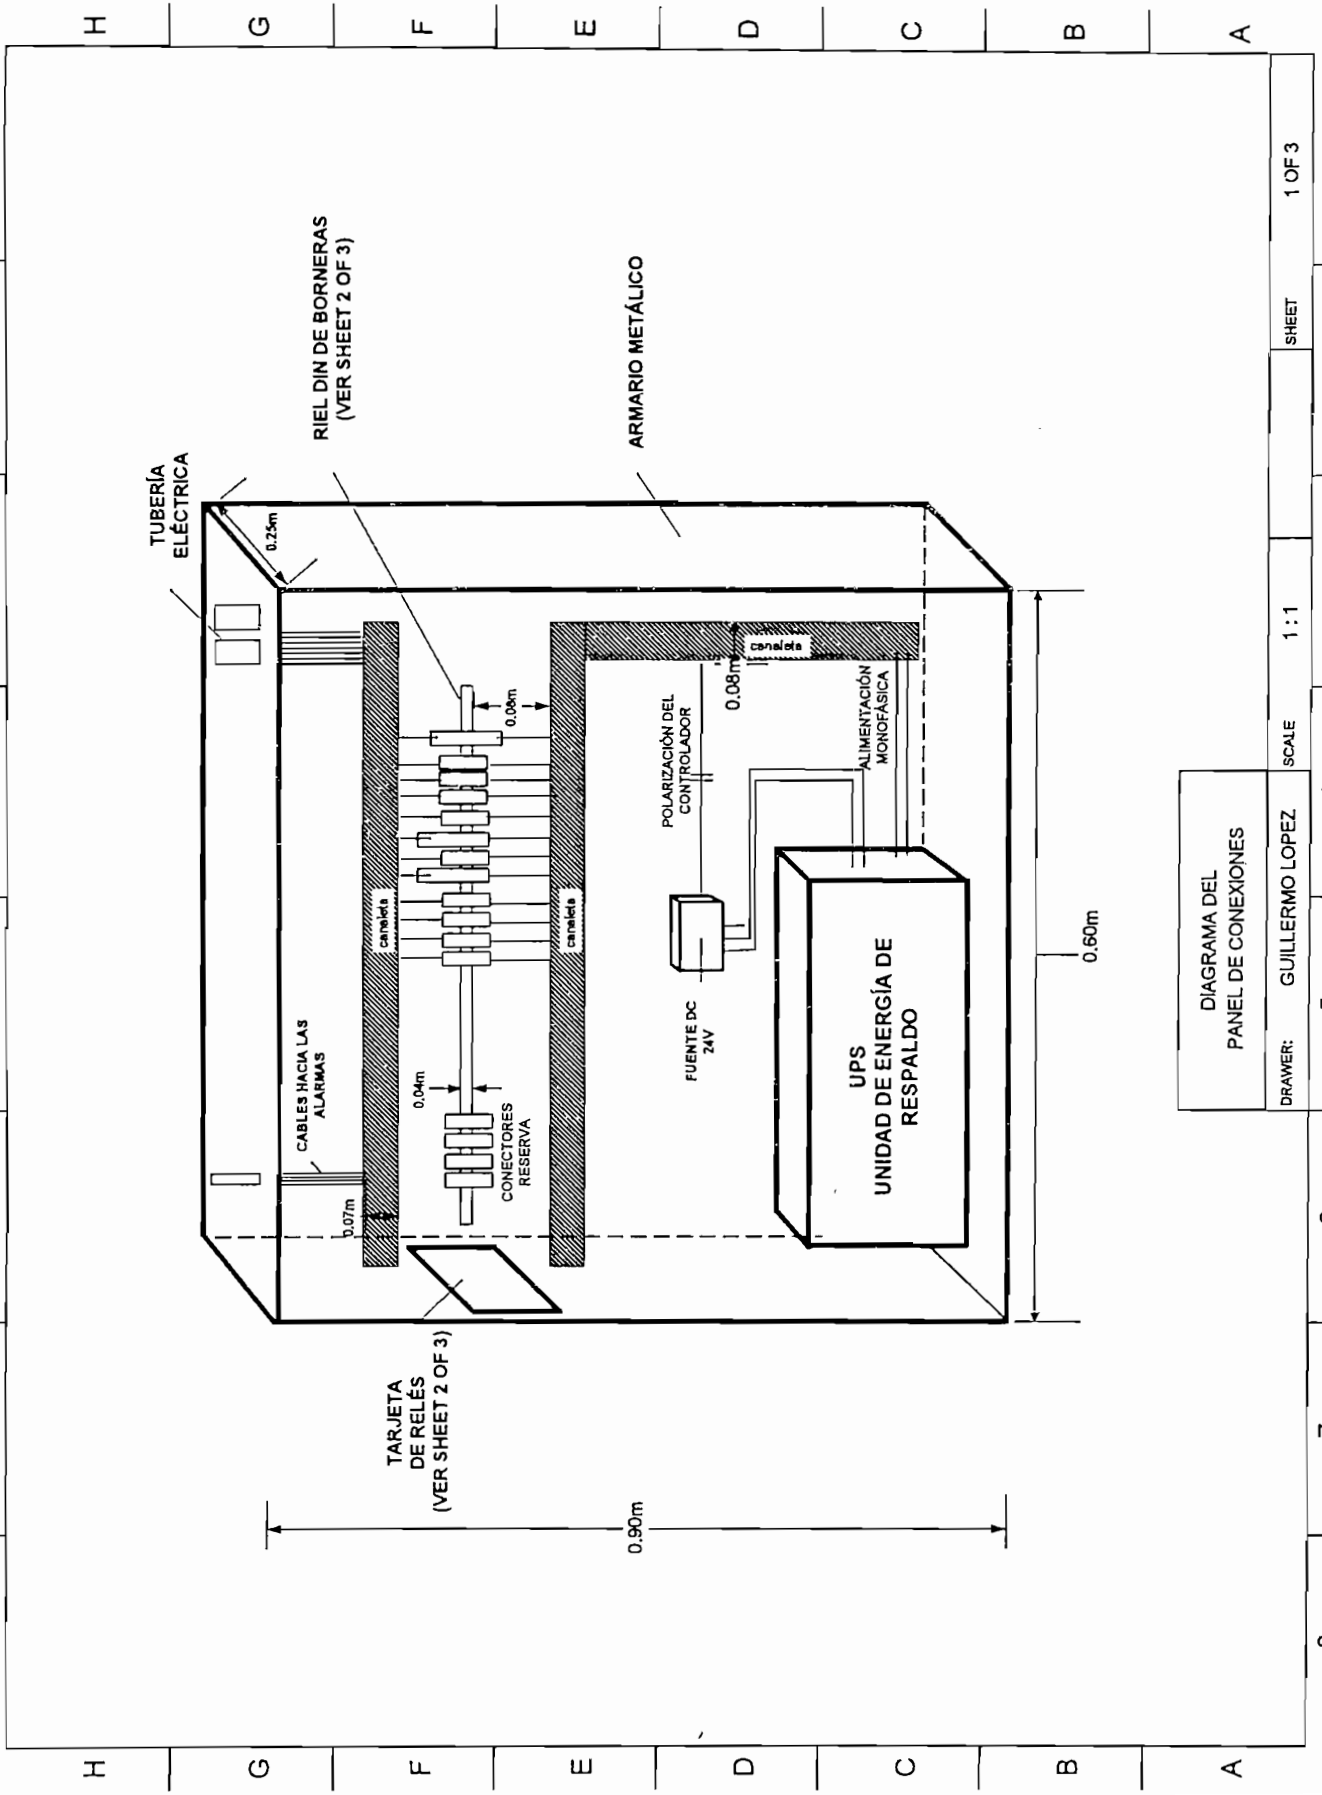 H
G
F
E
D
C
B
A
TUBERÍA
ELÉCTRICA
0.25m
RIEL DIN DE BORNERAS
(VER SHEET 2 OF 3)
ARMARIO METÁLICO
CABLES HACIA LAS
ALARMAS
0.07m
canaleta
0.04m
CONECTORES
RESERVA
0.08m
canaleta
TARJETA
DE RELÉS
(VER SHEET 2 OF 3)
0.90m
FUENTE DC
24V
POLARIZACIÓN DEL
CONTROLADOR
0.08m
canaleta
ALIMENTACIÓN
MONOFÁSICA
UPS
UNIDAD DE ENERGÍA DE
RESPALDO
0.60m
DIAGRAMA DEL
PANEL DE CONEXIONES
DRAWER: GUILLERMO LOPEZ
SCALE 1 : 1
SHEET 1 OF 3
H
G
F
E
D
C
B
A